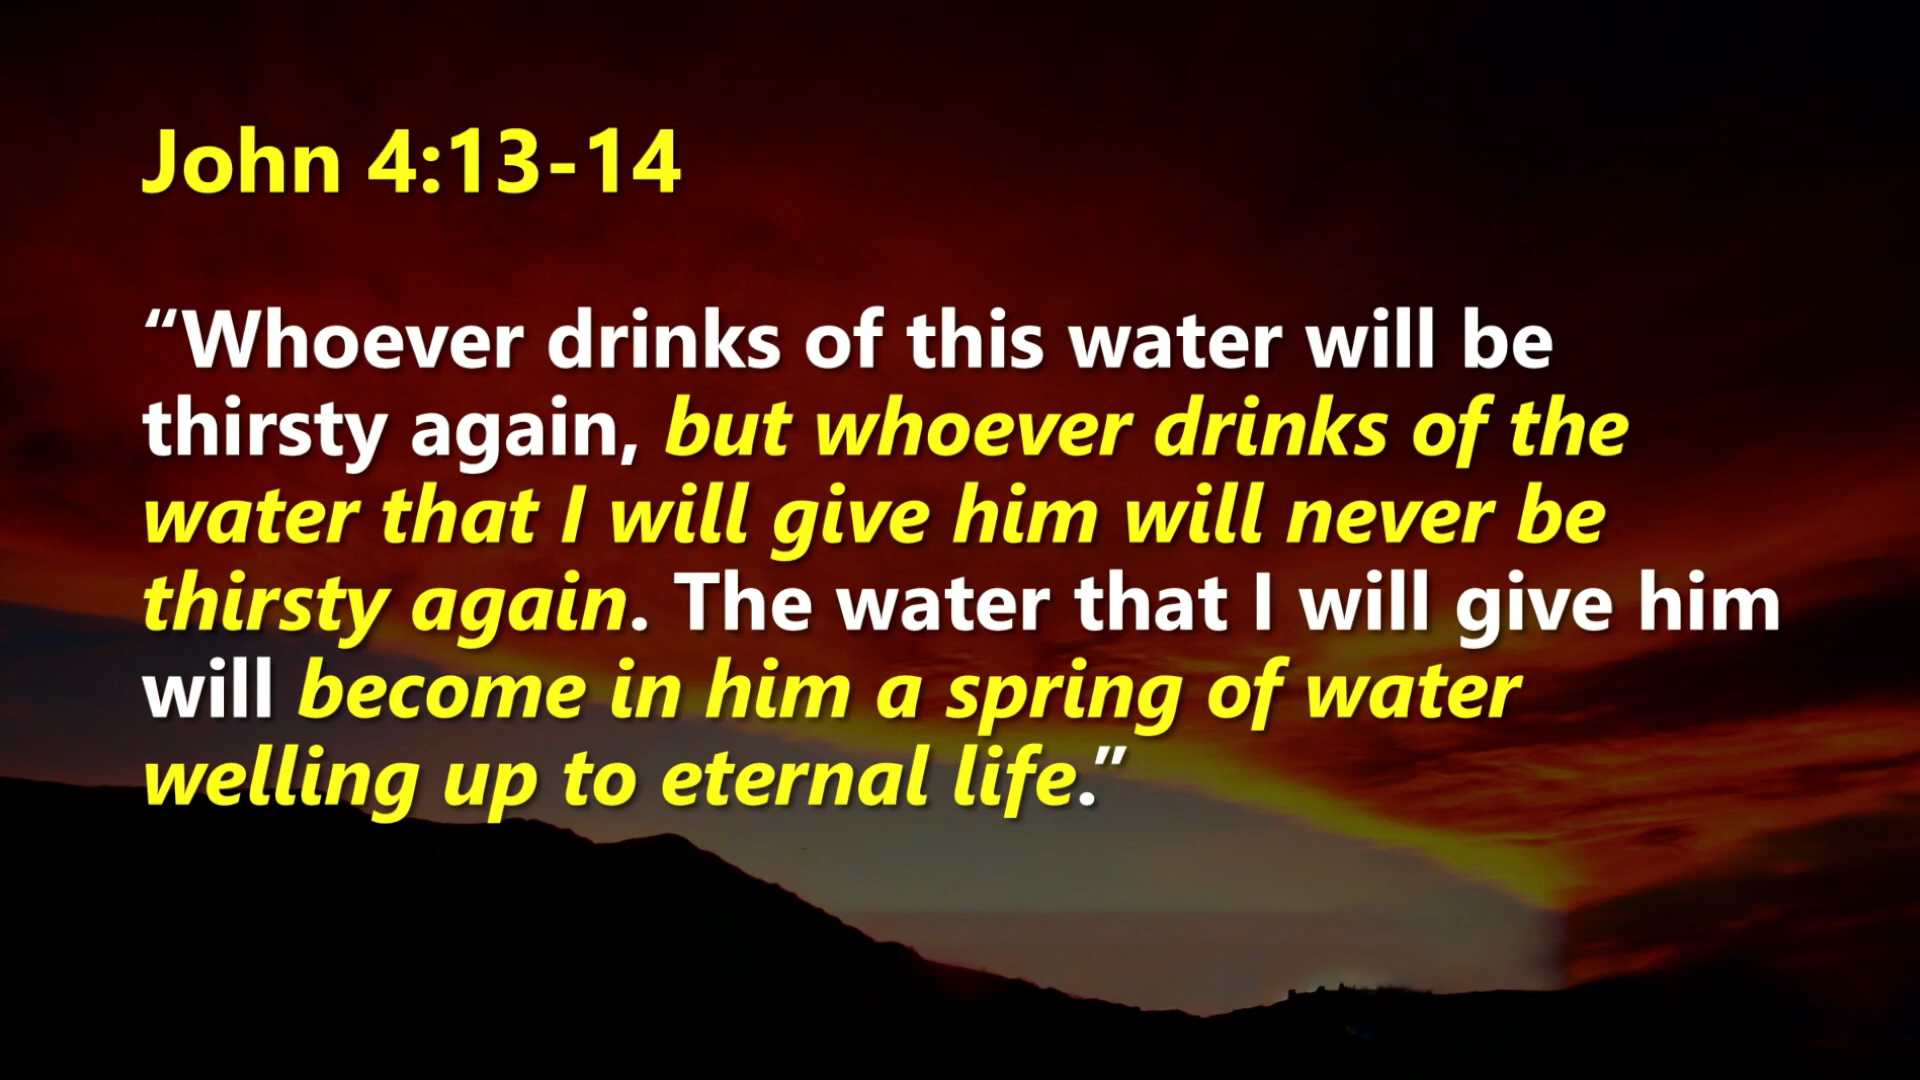 John 4:13-14
“Whoever drinks of this water will be
thirsty again, but whoever drinks of the
water that I will give him will never be
thirsty again. The water that I will give him
will become in him a spring of water
welling up to eternal life.”